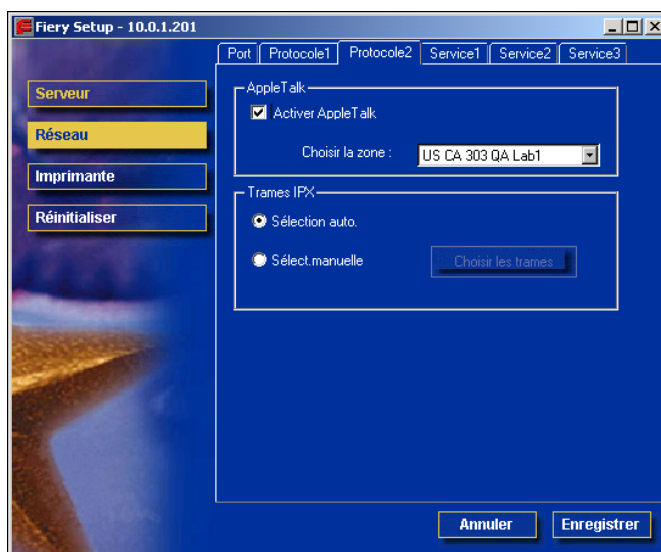 Fiery Setup - 10.0.1.201
Port Protocole1 Protocole2 Service1 Service2 Service3
Serveur
Réseau
Imprimante
Réinitialiser
AppleTalk
Activer AppleTalk
Choisir la zone :
US CA 303 QA Lab1
Trames IPX
Sélection auto.
Sélect.manuelle
Choisir les trames
Annuler
Enregistrer